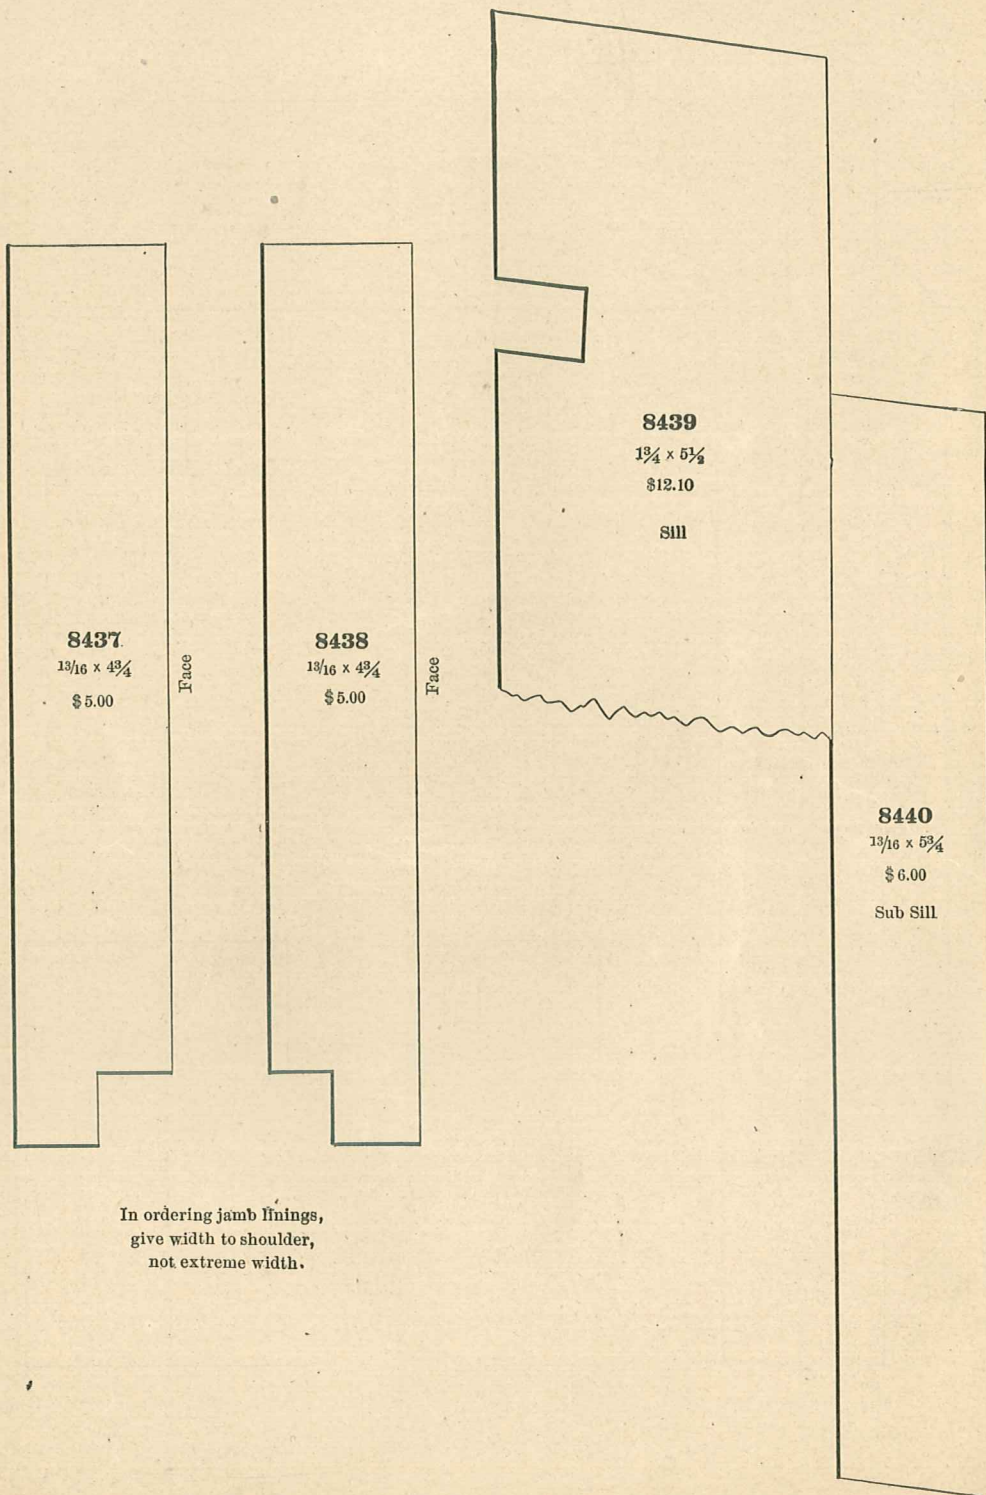 8437
13/16 x 4¾
$5.00
Face
8438
13/16 x 4¾
$5.00
Face
8439
1¾ x 5½
$12.10
Sill
8440
13/16 x 5¾
$6.00
Sub Sill
In ordering jamb linings,
give width to shoulder,
not extreme width.